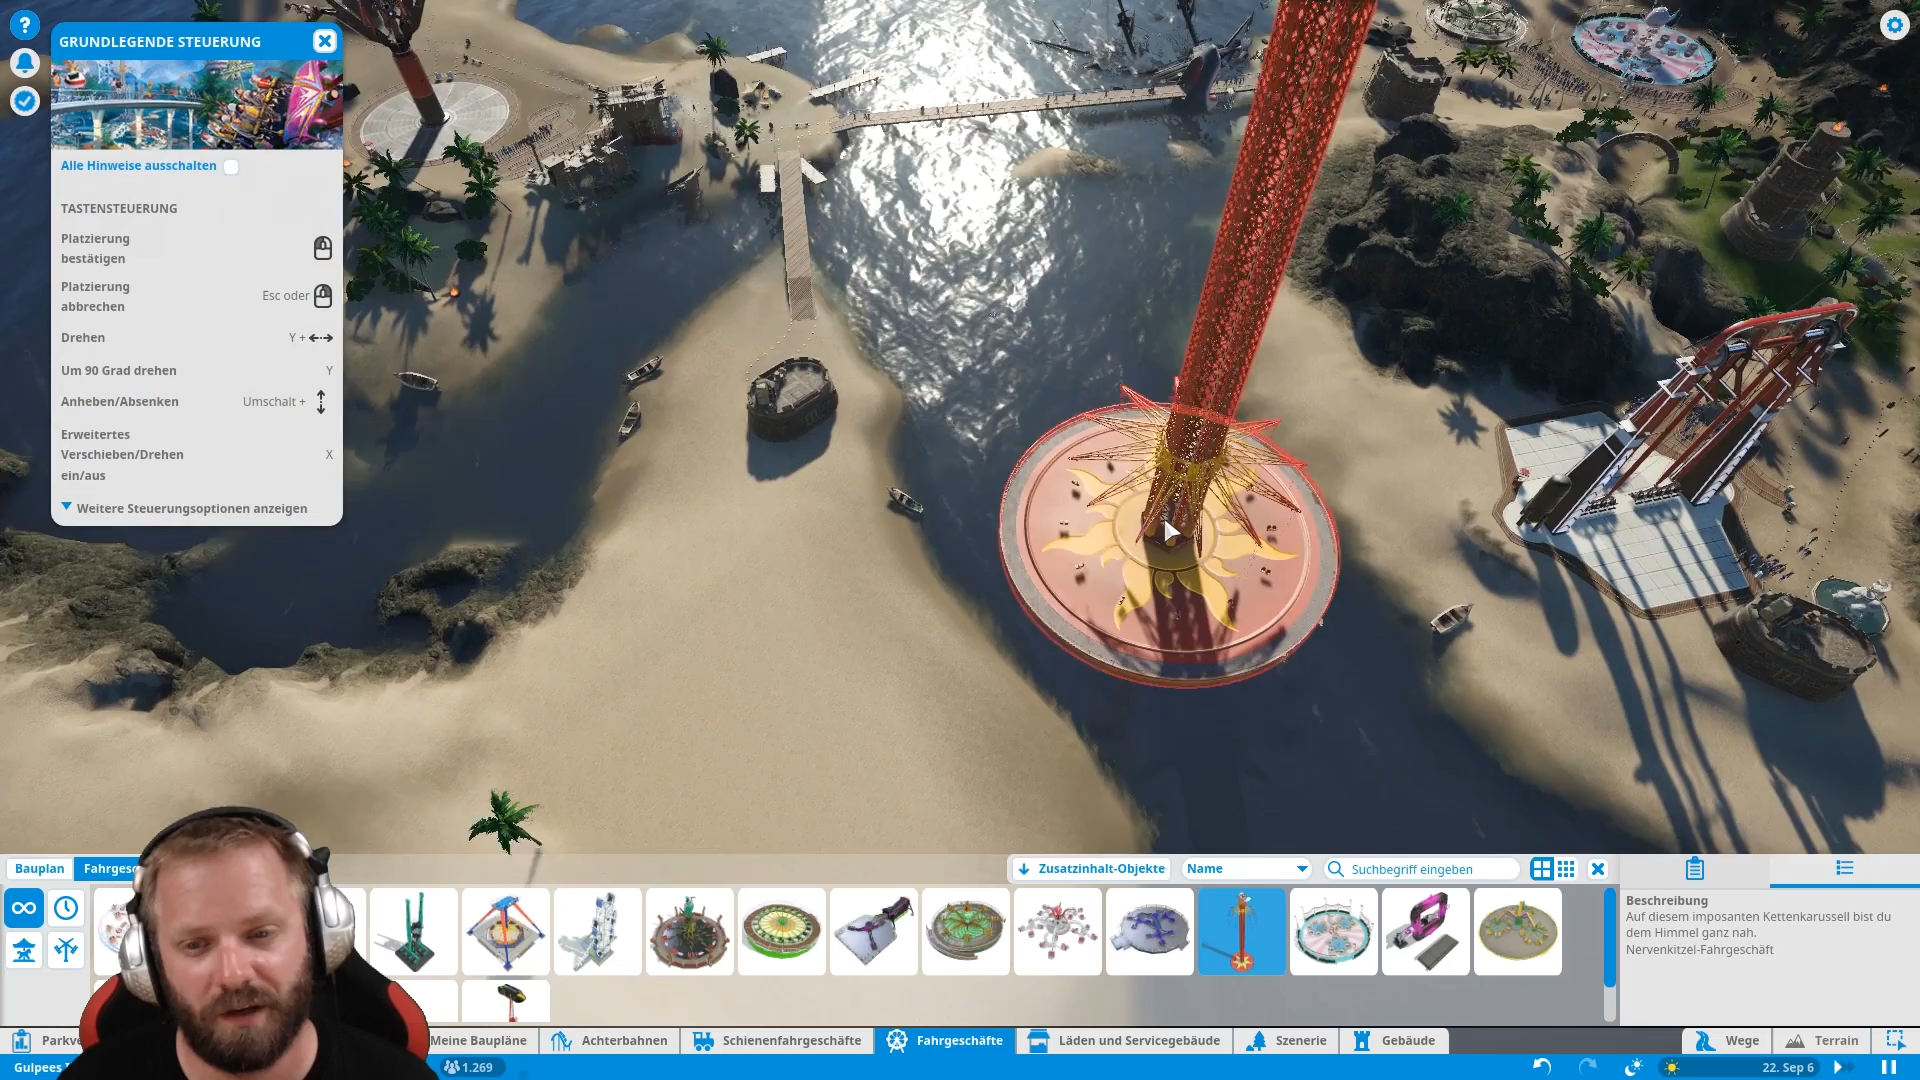 GRUNDLEGENDE STEUERUNG
Alle Hinweise ausschalten
TASTENSTEUERUNG
Platzierung
bestätigen
Platzierung
abbrechen
Esc oder
Drehen
Y +
Um 90 Grad drehen
Y
Anheben/Absenken
Umschalt +
Erweitertes
Verschieben/Drehen
ein/aus
X
Weitere Steuerungsoptionen anzeigen
Bauplan
Zusatzinhalt-Objekte
Name
Suchbegriff eingeben
Beschreibung
Auf diesem imposanten Kettenkarussell bist du
dem Himmel ganz nah.
Nervenkitzel-Fahrgeschäft
Meine Baupläne
Achterbahnen
Schienenfahrgeschäfte
Fahrgeschäfte
Läden und Servicegebäude
Szenerie
Gebäude
Wege
Terrain
Gulpees
1.269
22. Sep 6